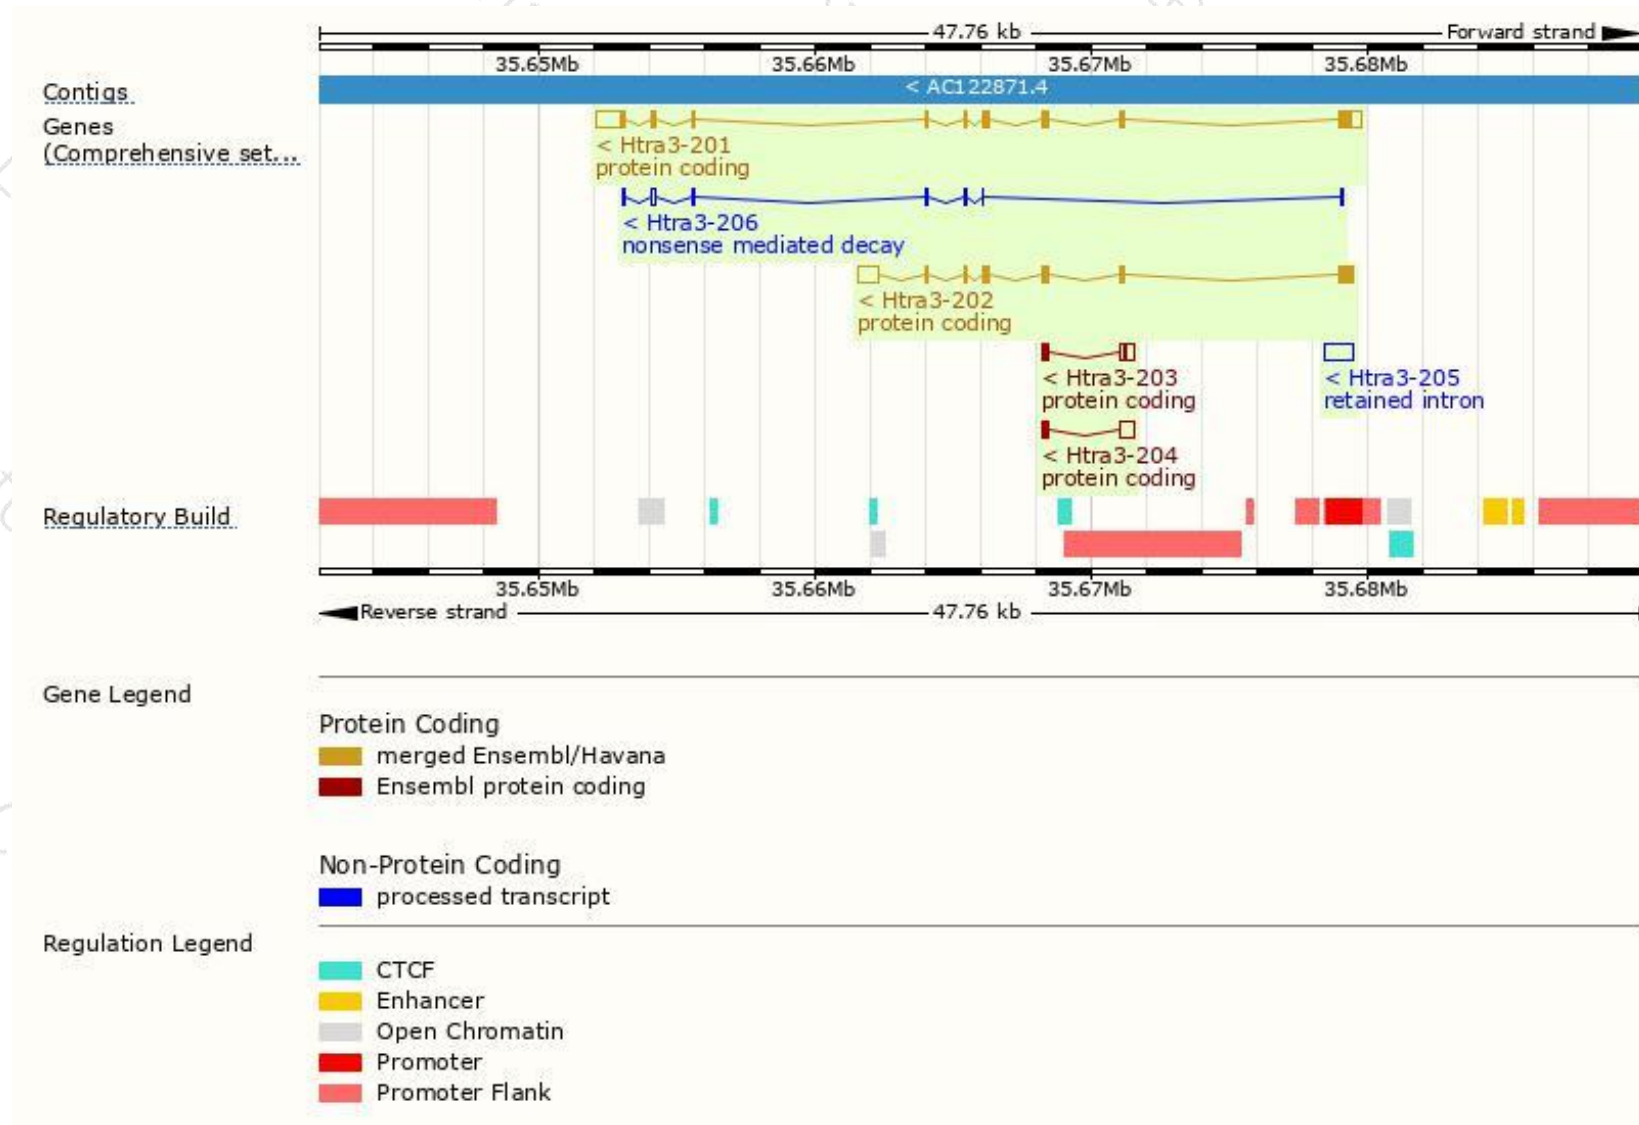 47.76 kb
Forward strand
35.65Mb 35.66Mb 35.67Mb 35.68Mb
Contigs
< AC122871.4
Genes
(Comprehensive set...
< Htra3-201
protein coding
< Htra3-206
nonsense mediated decay
< Htra3-202
protein coding
< Htra3-203
protein coding
< Htra3-205
retained intron
< Htra3-204
protein coding
Regulatory Build
35.65Mb 35.66Mb 35.67Mb 35.68Mb
Reverse strand
47.76 kb
Gene Legend
Protein Coding
merged Ensembl/Havana
Ensembl protein coding
Non-Protein Coding
processed transcript
Regulation Legend
CTCF
Enhancer
Open Chromatin
Promoter
Promoter Flank